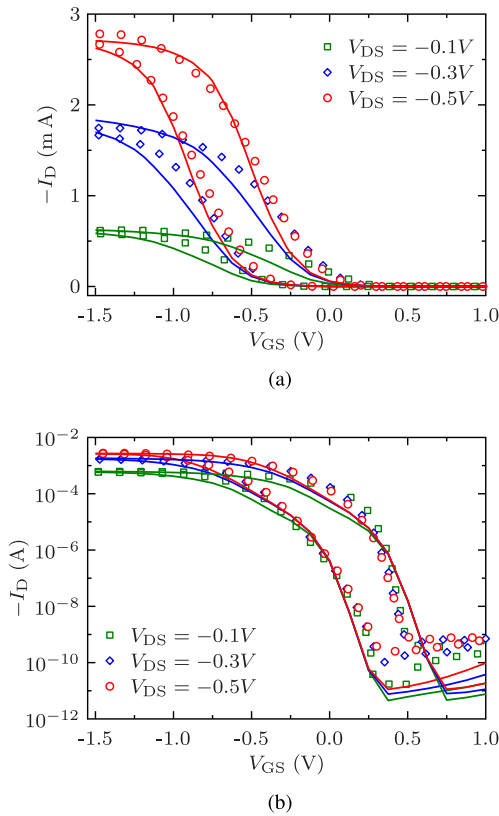 3
2
1
0
−I_D (m A)
V_DS = −0.1V
V_DS = −0.3V
V_DS = −0.5V
-1.5 -1.0 -0.5 0.0 0.5 1.0
V_GS (V)
(a)
10^−2
10^−4
10^−6
10^−8
10^−10
10^−12
−I_D (A)
V_DS = −0.1V
V_DS = −0.3V
V_DS = −0.5V
-1.5 -1.0 -0.5 0.0 0.5 1.0
V_GS (V)
(b)